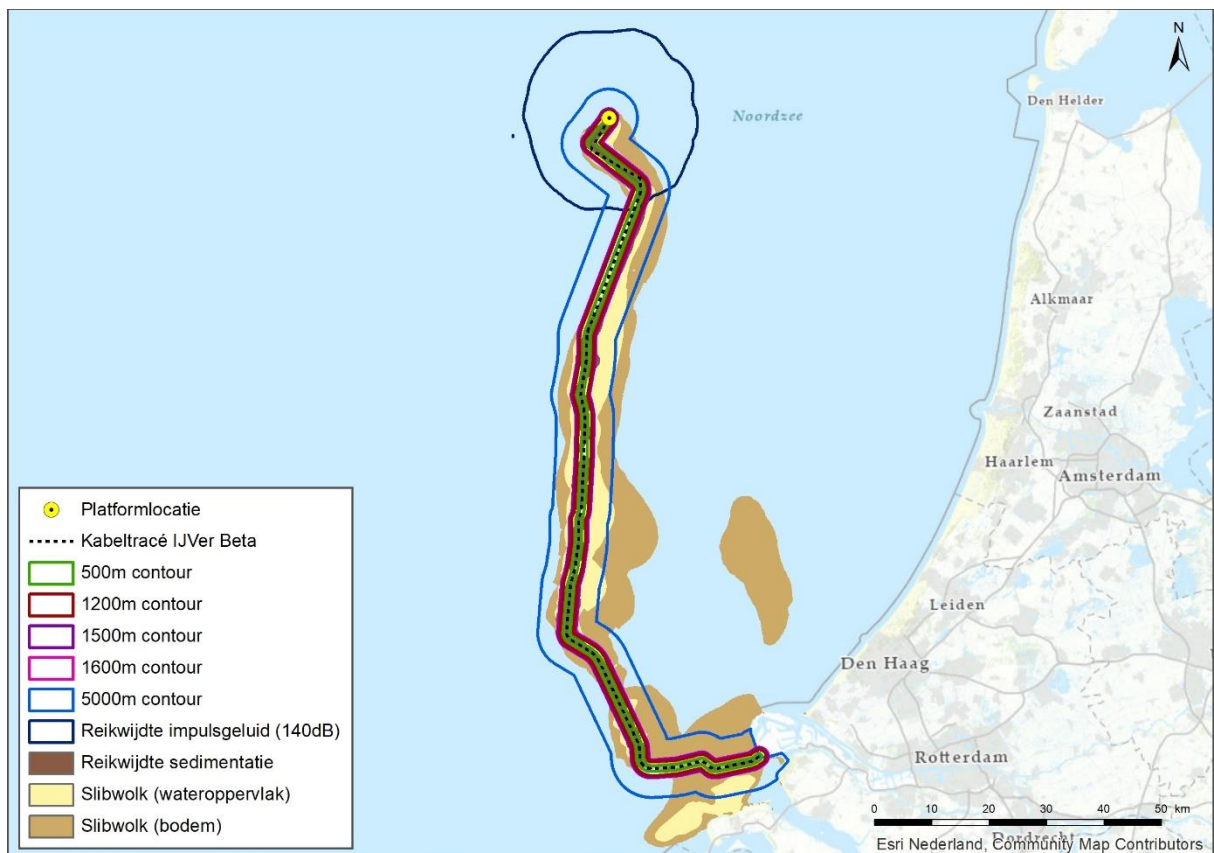 N
Den Helder
Noordzee
Alkmaar
Zaanstad
Haarlem
Amsterdam
Leiden
Den Haag
Rotterdam
Dordrecht
Platformlocatie
Kabeltracé IJVer Beta
500m contour
1200m contour
1500m contour
1600m contour
5000m contour
Reikwijdte impulsgeluid (140dB)
Reikwijdte sedimentatie
Slibwolk (wateroppervlak)
Slibwolk (bodem)
0 10 20 30 40 50 km
Esri Nederland, Community Map Contributors